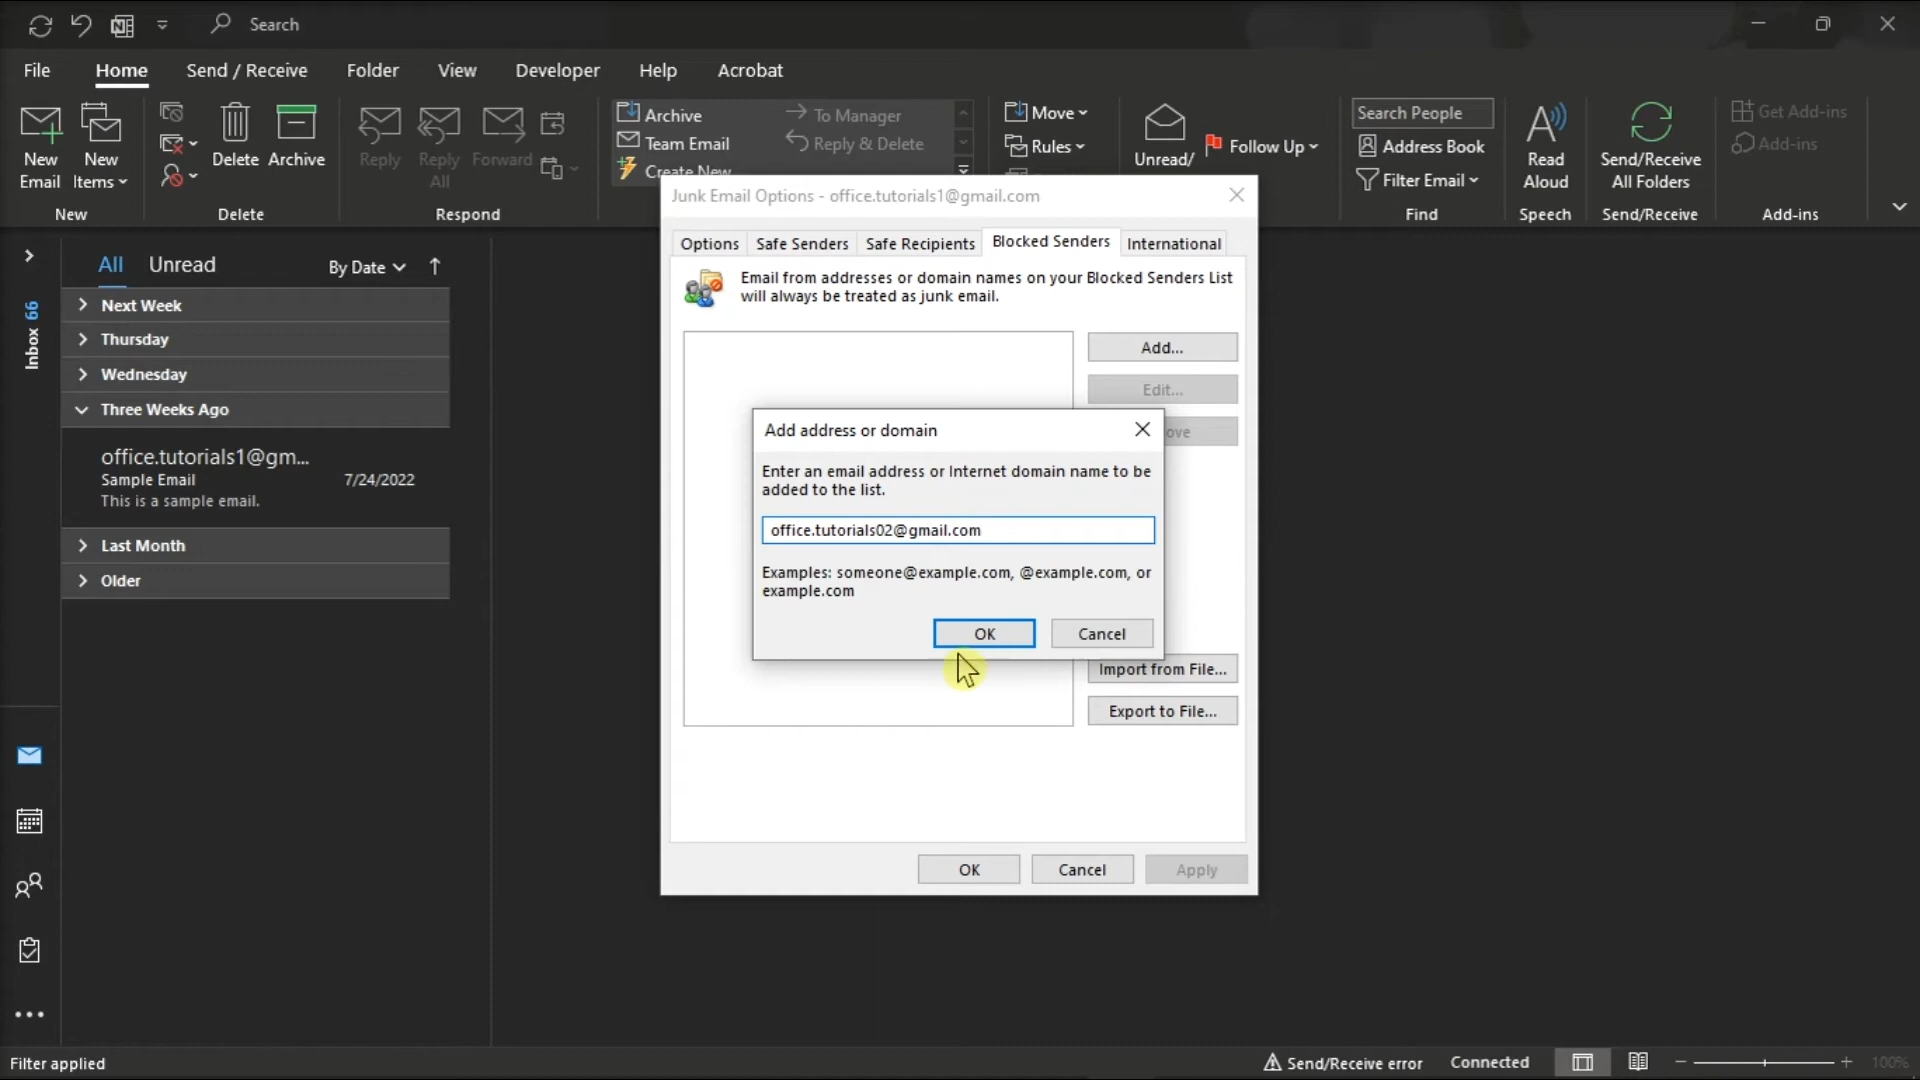 Search
File
Home
Send / Receive
Folder
View
Developer
Help
Acrobat
New
Email
New
Items
Delete
Archive
Reply
Reply
All
Forward
Archive
Team Email
Create New
To Manager
Reply & Delete
Move
Rules
Unread/
Follow Up
Search People
Address Book
Filter Email
Read
Aloud
Send/Receive
All Folders
Get Add-ins
Add-ins
New
Delete
Respond
Find
Speech
Send/Receive
Add-ins
Inbox 66
All
Unread
By Date
Next Week
Thursday
Wednesday
Three Weeks Ago
office.tutorials1@gm...
Sample Email
7/24/2022
This is a sample email.
Last Month
Older
Junk Email Options - office.tutorials1@gmail.com
Options
Safe Senders
Safe Recipients
Blocked Senders
International
Email from addresses or domain names on your Blocked Senders List
will always be treated as junk email.
Add...
Edit...
ove
Add address or domain
Enter an email address or Internet domain name to be
added to the list.
office.tutorials02@gmail.com
Examples: someone@example.com, @example.com, or
example.com
OK
Cancel
Import from File...
Export to File...
OK
Cancel
Apply
Filter applied
Send/Receive error
Connected
100%